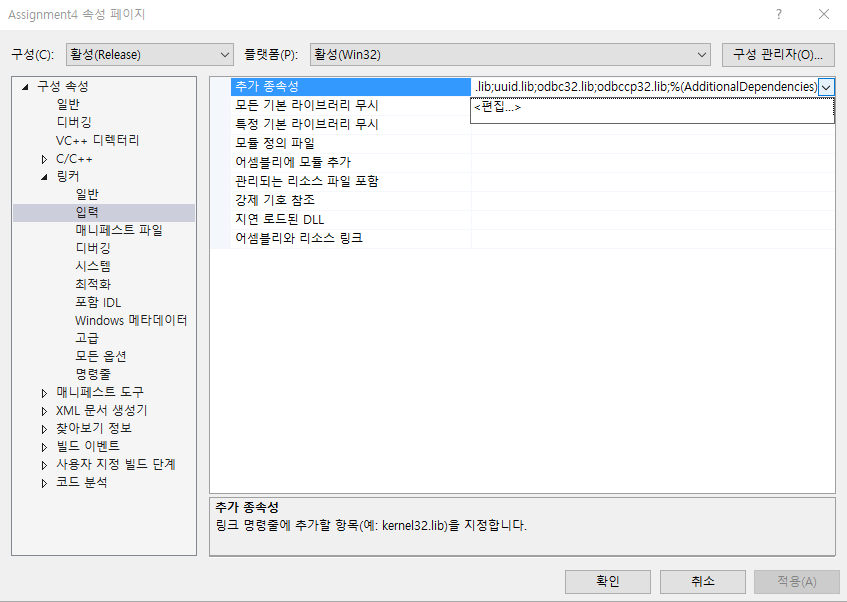 Assignment4 속성 페이지
구성(C): 활성(Release) 플랫폼(P): 활성(Win32) 구성 관리자(O)...
구성 속성
일반
디버깅
VC++ 디렉터리
C/C++
링커
일반
입력
매니페스트 파일
디버깅
시스템
최적화
포함 IDL
Windows 메타데이터
고급
모든 옵션
명령줄
매니페스트 도구
XML 문서 생성기
찾아보기 정보
빌드 이벤트
사용자 지정 빌드 단계
코드 분석
추가 종속성 .lib;uuid.lib;odbc32.lib;odbccp32.lib;%(AdditionalDependencies)
<편집...>
모든 기본 라이브러리 무시
특정 기본 라이브러리 무시
모듈 정의 파일
어셈블리에 모듈 추가
관리되는 리소스 파일 포함
강제 기호 참조
지연 로드된 DLL
어셈블리와 리소스 링크
추가 종속성
링크 명령줄에 추가할 항목(예: kernel32.lib)을 지정합니다.
확인 취소 적용(A)